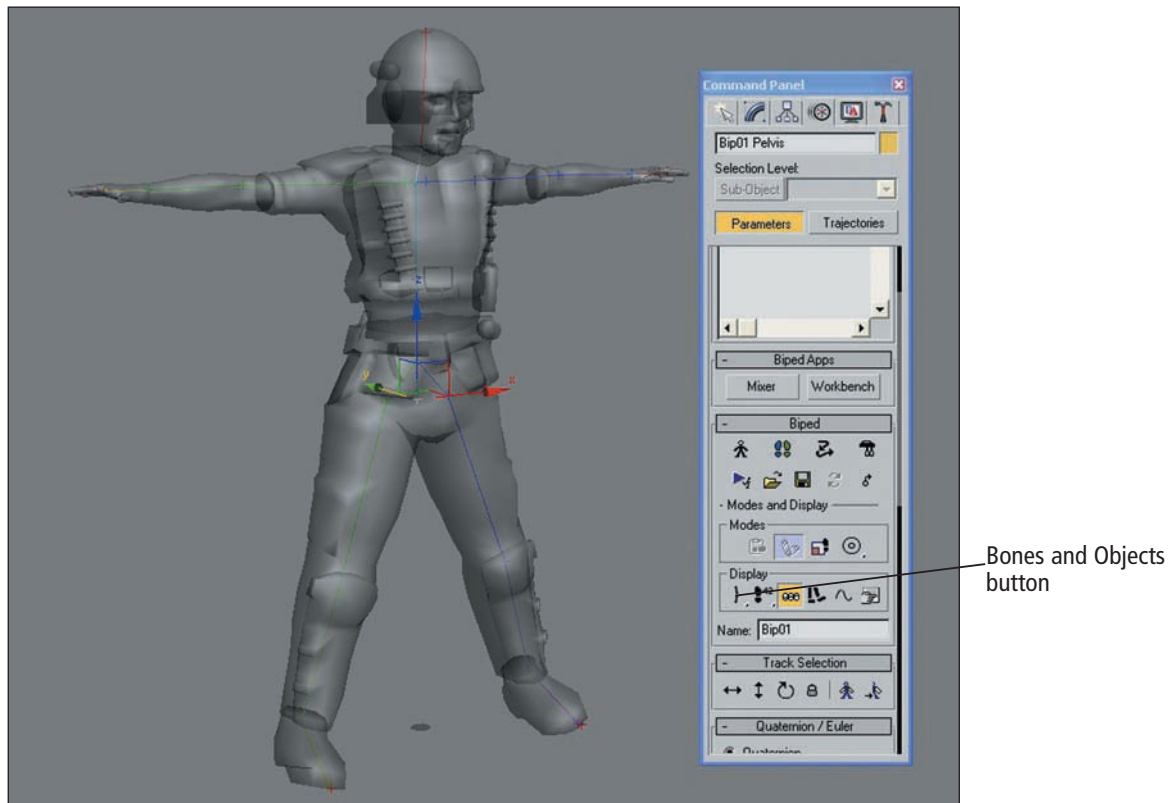 Command Panel
Bip01 Pelvis
Selection Level:
Sub-Object
Parameters
Trajectories
Biped Apps
Mixer
Workbench
Biped
- Modes and Display
Modes
Display
Name: Bip01
Track Selection
Quaternion / Euler
Quaternion
Bones and Objects
button
z
y
x